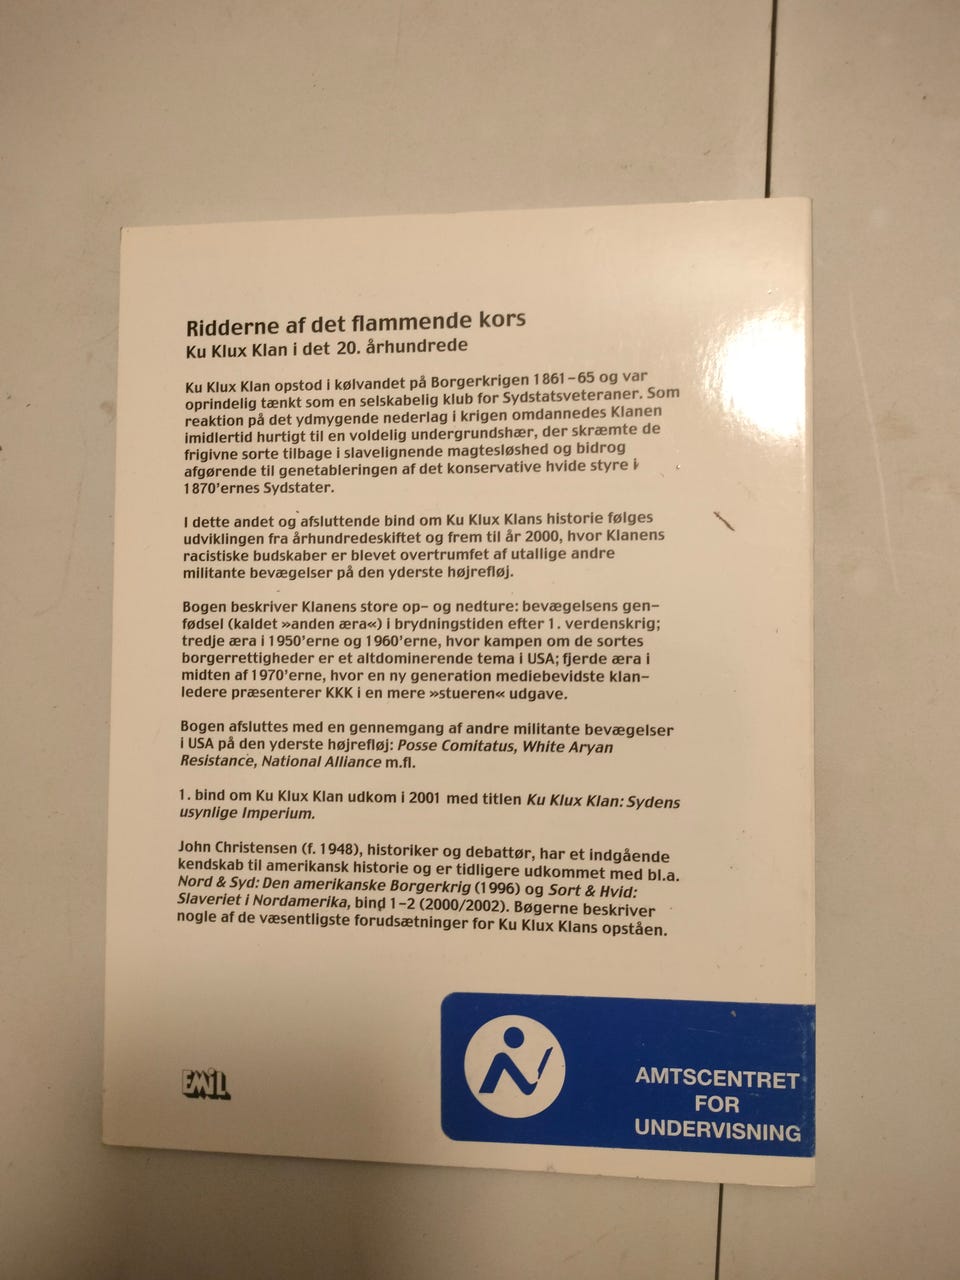 Ridderne af det flammende kors
Ku Klux Klan i det 20. århundrede
Ku Klux Klan opstod i kølvandet på Borgerkrigen 1861-65 og var
oprindelig tænkt som en selskabelig klub for Sydstatsveteraner. Som
reaktion på det ydmygende nederlag i krigen omdannedes Klanen
imidlertid hurtigt til en voldelig undergrundshær, der skræmte de
frigivne sorte tilbage i slavelignende magtesløshed og bidrog
afgørende til genetableringen af det konservative hvide styre i
1870'ernes Sydstater.
I dette andet og afsluttende bind om Ku Klux Klans historie følges
udviklingen fra århundredeskiftet og frem til år 2000, hvor Klanens
racistiske budskaber er blevet overtrumfet af utallige andre
militante bevægelser på den yderste højrefløj.
Bogen beskriver Klanens store op- og nedture: bevægelsens gen-
fødsel (kaldet »anden æra«) i brydningstiden efter 1. verdenskrig;
tredje æra i 1950'erne og 1960'erne, hvor kampen om de sortes
borgerrettigheder er et altdominerende tema i USA; fjerde æra i
midten af 1970'erne, hvor en ny generation mediebevidste klan-
ledere præsenterer KKK i en mere »stueren« udgave.
Bogen afsluttes med en gennemgang af andre militante bevægelser
i USA på den yderste højrefløj: Posse Comitatus, White Aryan
Resistance, National Alliance m.fl.
1. bind om Ku Klux Klan udkom i 2001 med titlen Ku Klux Klan: Sydens
usynlige Imperium.
John Christensen (f. 1948), historiker og debattør, har et indgående
kendskab til amerikansk historie og er tidligere udkommet med bl.a.
Nord & Syd: Den amerikanske Borgerkrig (1996) og Sort & Hvid:
Slaveriet i Nordamerika, bind 1-2 (2000/2002). Bøgerne beskriver
nogle af de væsentligste forudsætninger for Ku Klux Klans opståen.
EMIL
AMTSCENTRET
FOR
UNDERVISNING